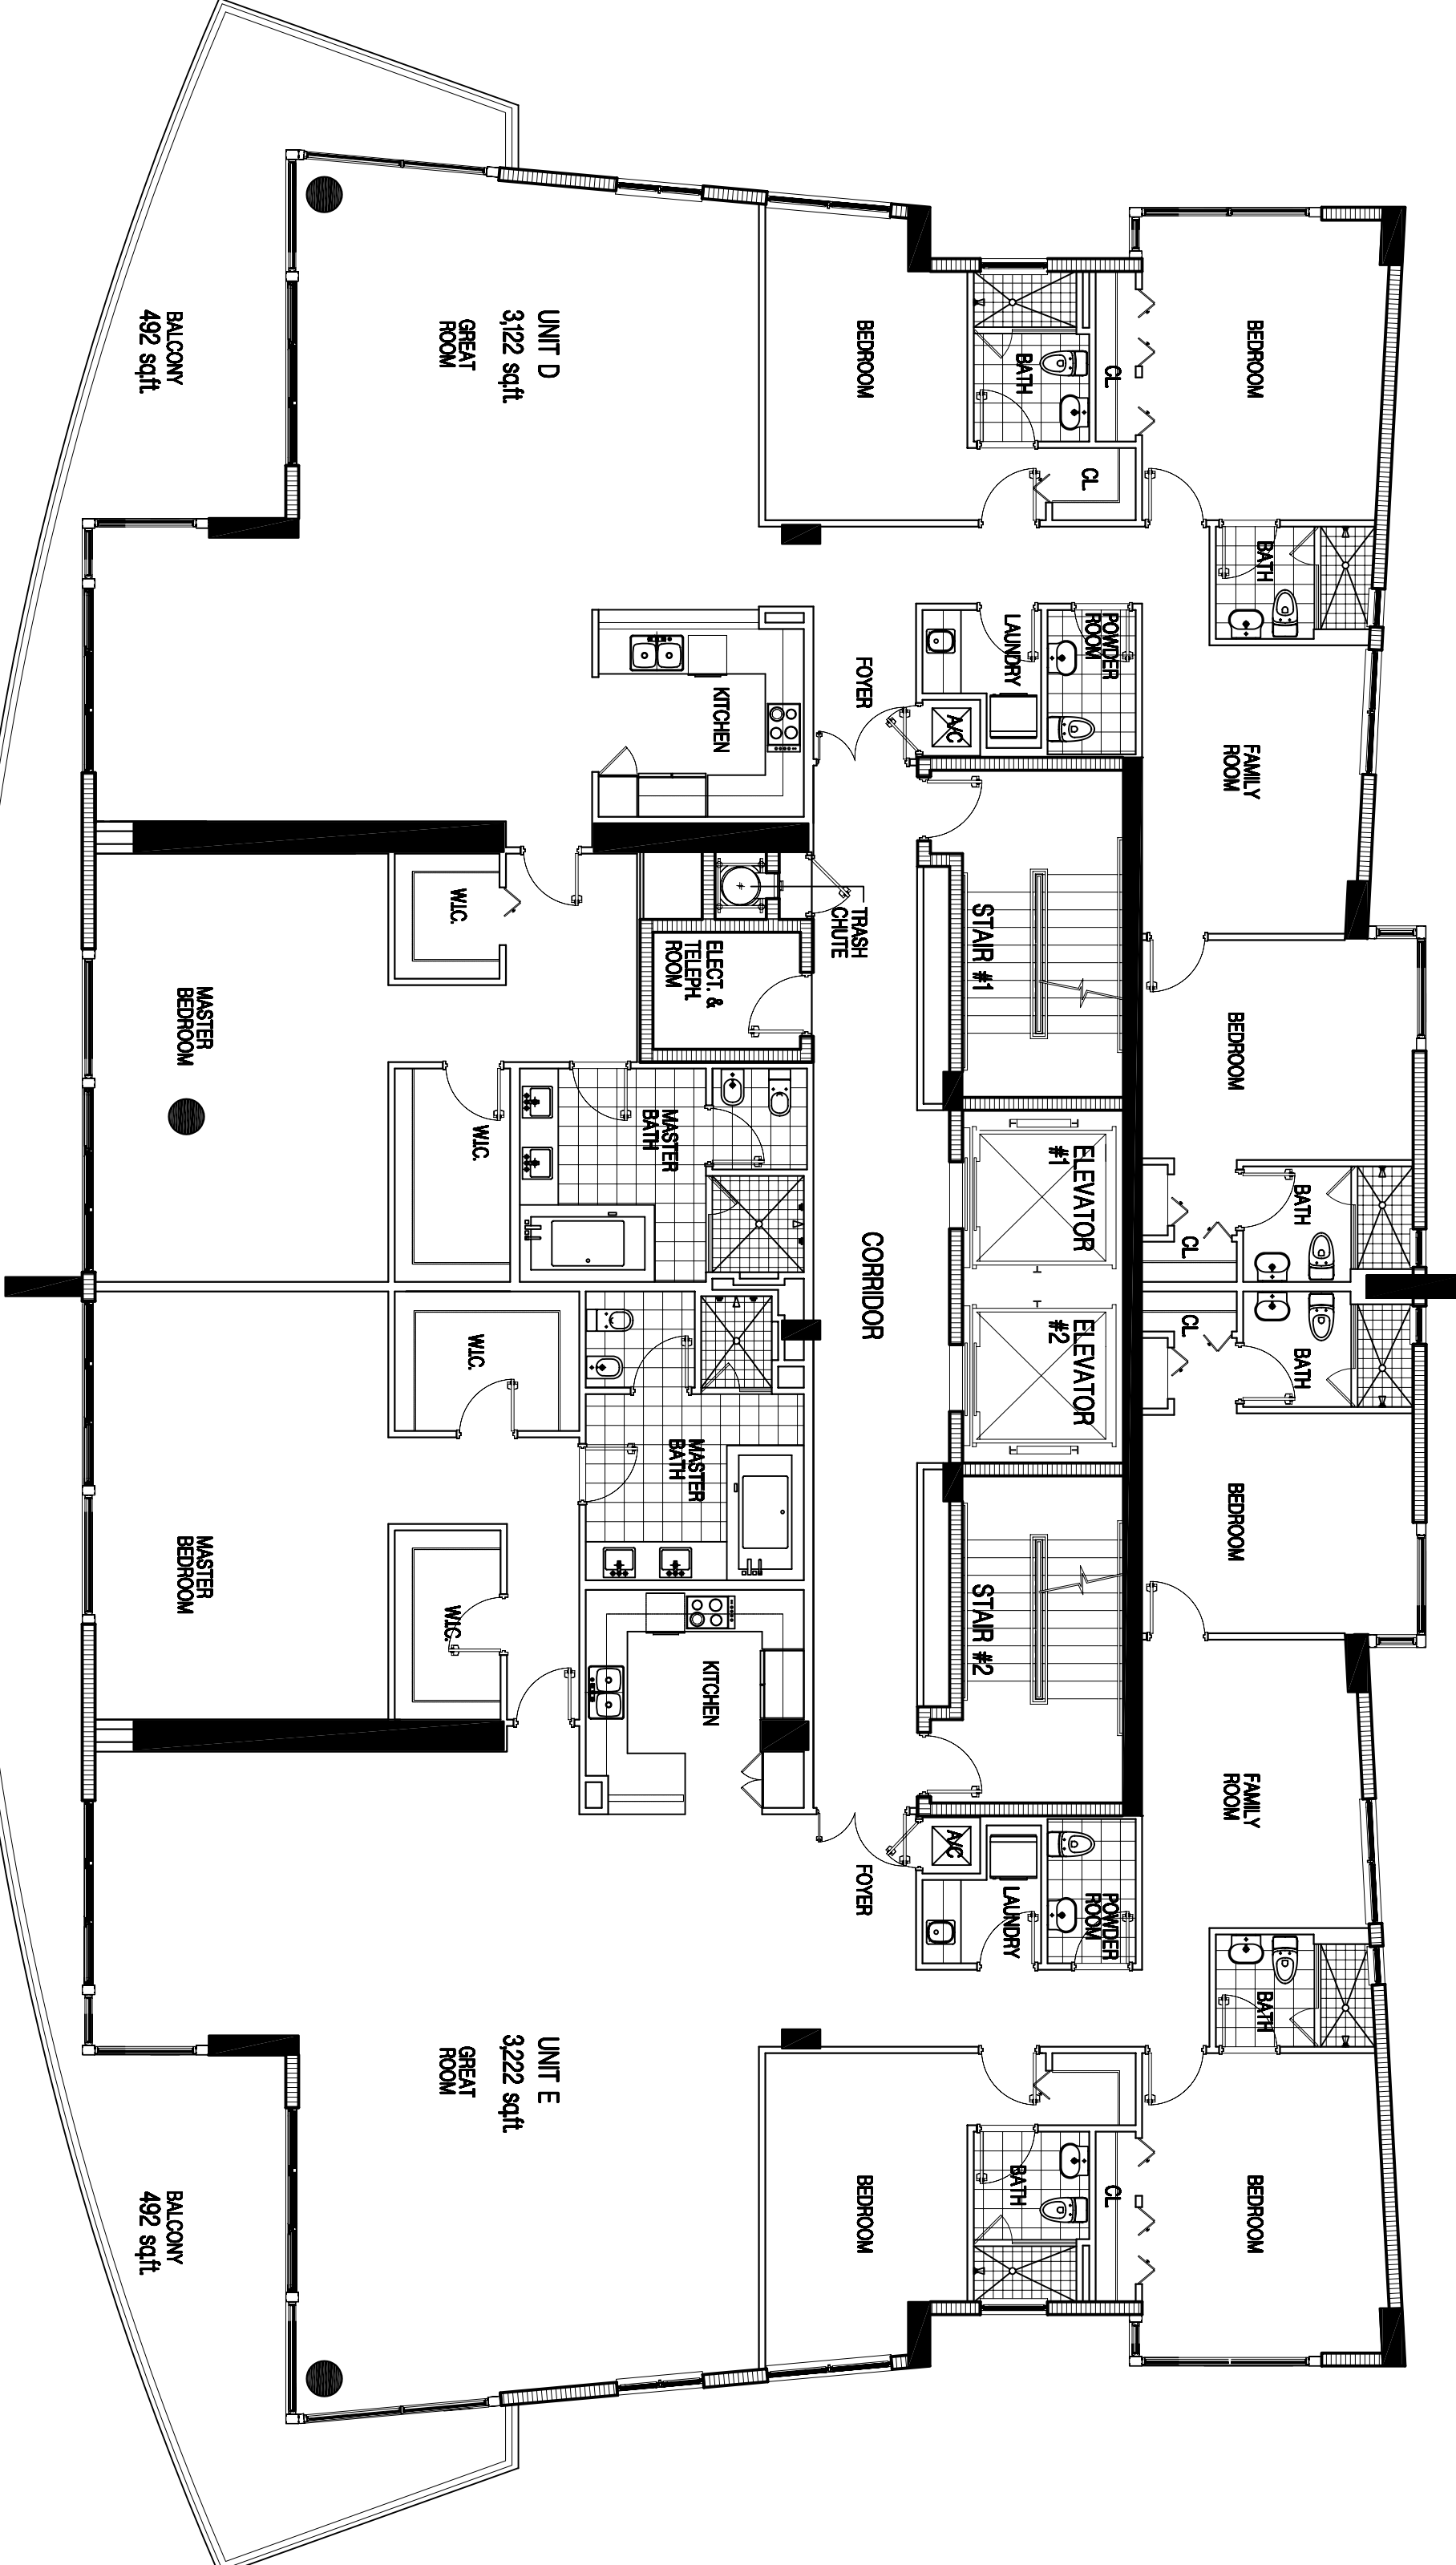 BEDROOM
BATH
FAMILY
ROOM
BEDROOM
BATH
CL
CL
BATH
BEDROOM
FAMILY
ROOM
BATH
BEDROOM
CL
CL
BATH
BEDROOM
POWDER
ROOM
LAUNDRY
A/C
FOYER
STAIR #1
ELEVATOR
#1
ELEVATOR
#2
STAIR #2
POWDER
ROOM
LAUNDRY
A/C
FOYER
CL
BATH
BEDROOM
CORRIDOR
TRASH
CHUTE
ELECT. &
TELEPH.
ROOM
KITCHEN
MASTER
BATH
MASTER
BATH
KITCHEN
UNIT D
3,122 sq.ft.
GREAT
ROOM
W.I.C.
W.I.C.
W.I.C.
W.I.C.
UNIT E
3,222 sq.ft.
GREAT
ROOM
BALCONY
492 sq.ft.
MASTER
BEDROOM
MASTER
BEDROOM
BALCONY
492 sq.ft.